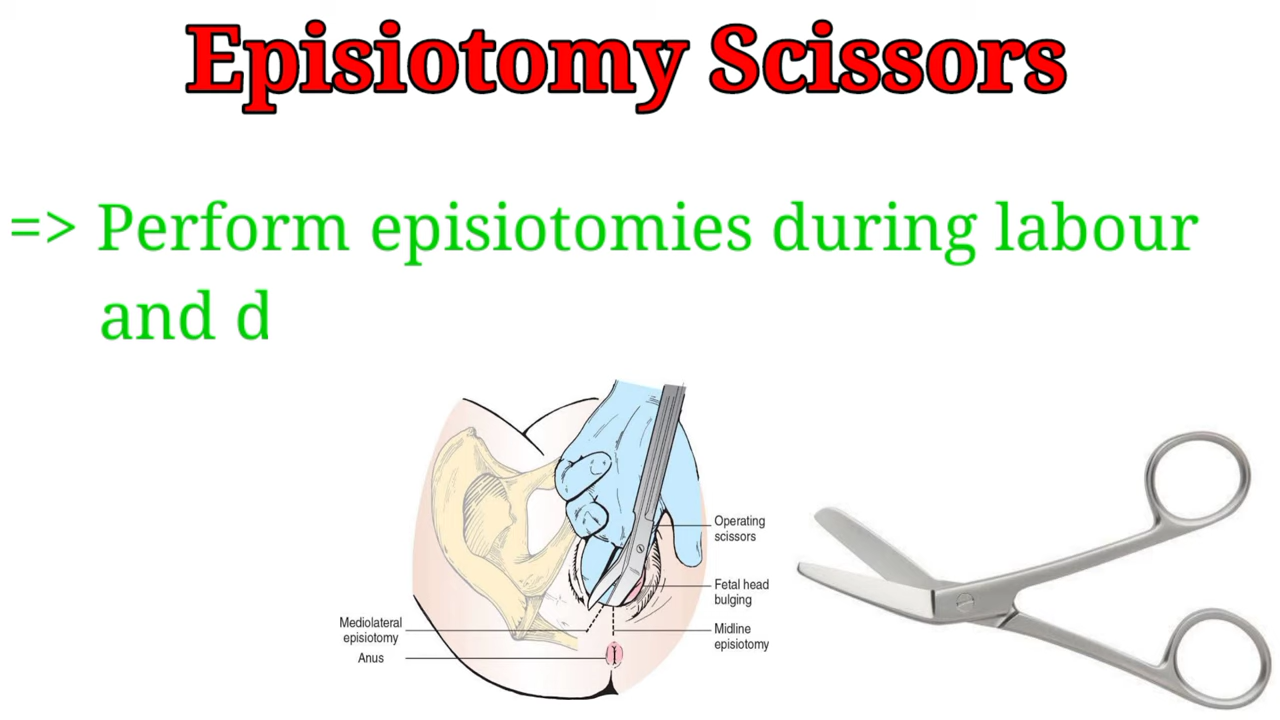 Episiotomy Scissors
=> Perform episiotomies during labour
and d
Operating
scissors
Fetal head
bulging
Mediolateral
episiotomy
Midline
episiotomy
Anus